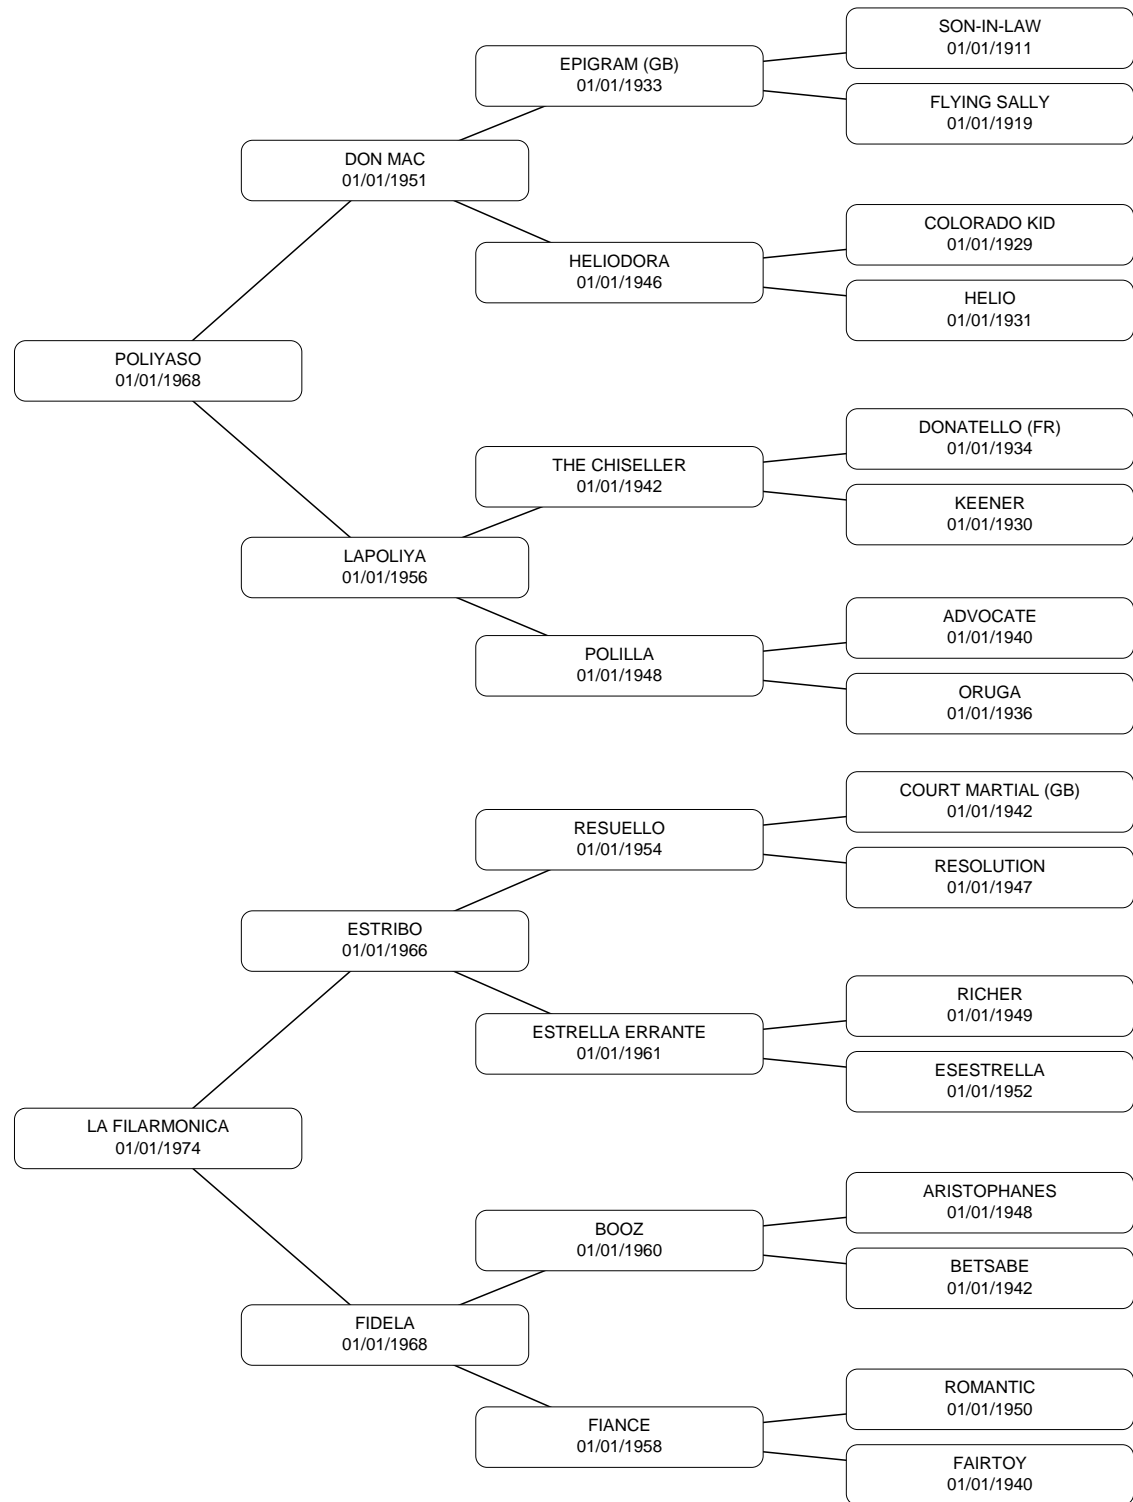 SON-IN-LAW
01/01/1911
EPIGRAM (GB)
01/01/1933
FLYING SALLY
01/01/1919
DON MAC
01/01/1951
COLORADO KID
01/01/1929
HELIODORA
01/01/1946
HELIO
01/01/1931
POLIYASO
01/01/1968
DONATELLO (FR)
01/01/1934
THE CHISELLER
01/01/1942
KEENER
01/01/1930
LAPOLIYA
01/01/1956
ADVOCATE
01/01/1940
POLILLA
01/01/1948
ORUGA
01/01/1936
COURT MARTIAL (GB)
01/01/1942
RESUELLO
01/01/1954
RESOLUTION
01/01/1947
ESTRIBO
01/01/1966
RICHER
01/01/1949
ESTRELLA ERRANTE
01/01/1961
ESESTRELLA
01/01/1952
LA FILARMONICA
01/01/1974
ARISTOPHANES
01/01/1948
BOOZ
01/01/1960
BETSABE
01/01/1942
FIDELA
01/01/1968
ROMANTIC
01/01/1950
FIANCE
01/01/1958
FAIRTOY
01/01/1940